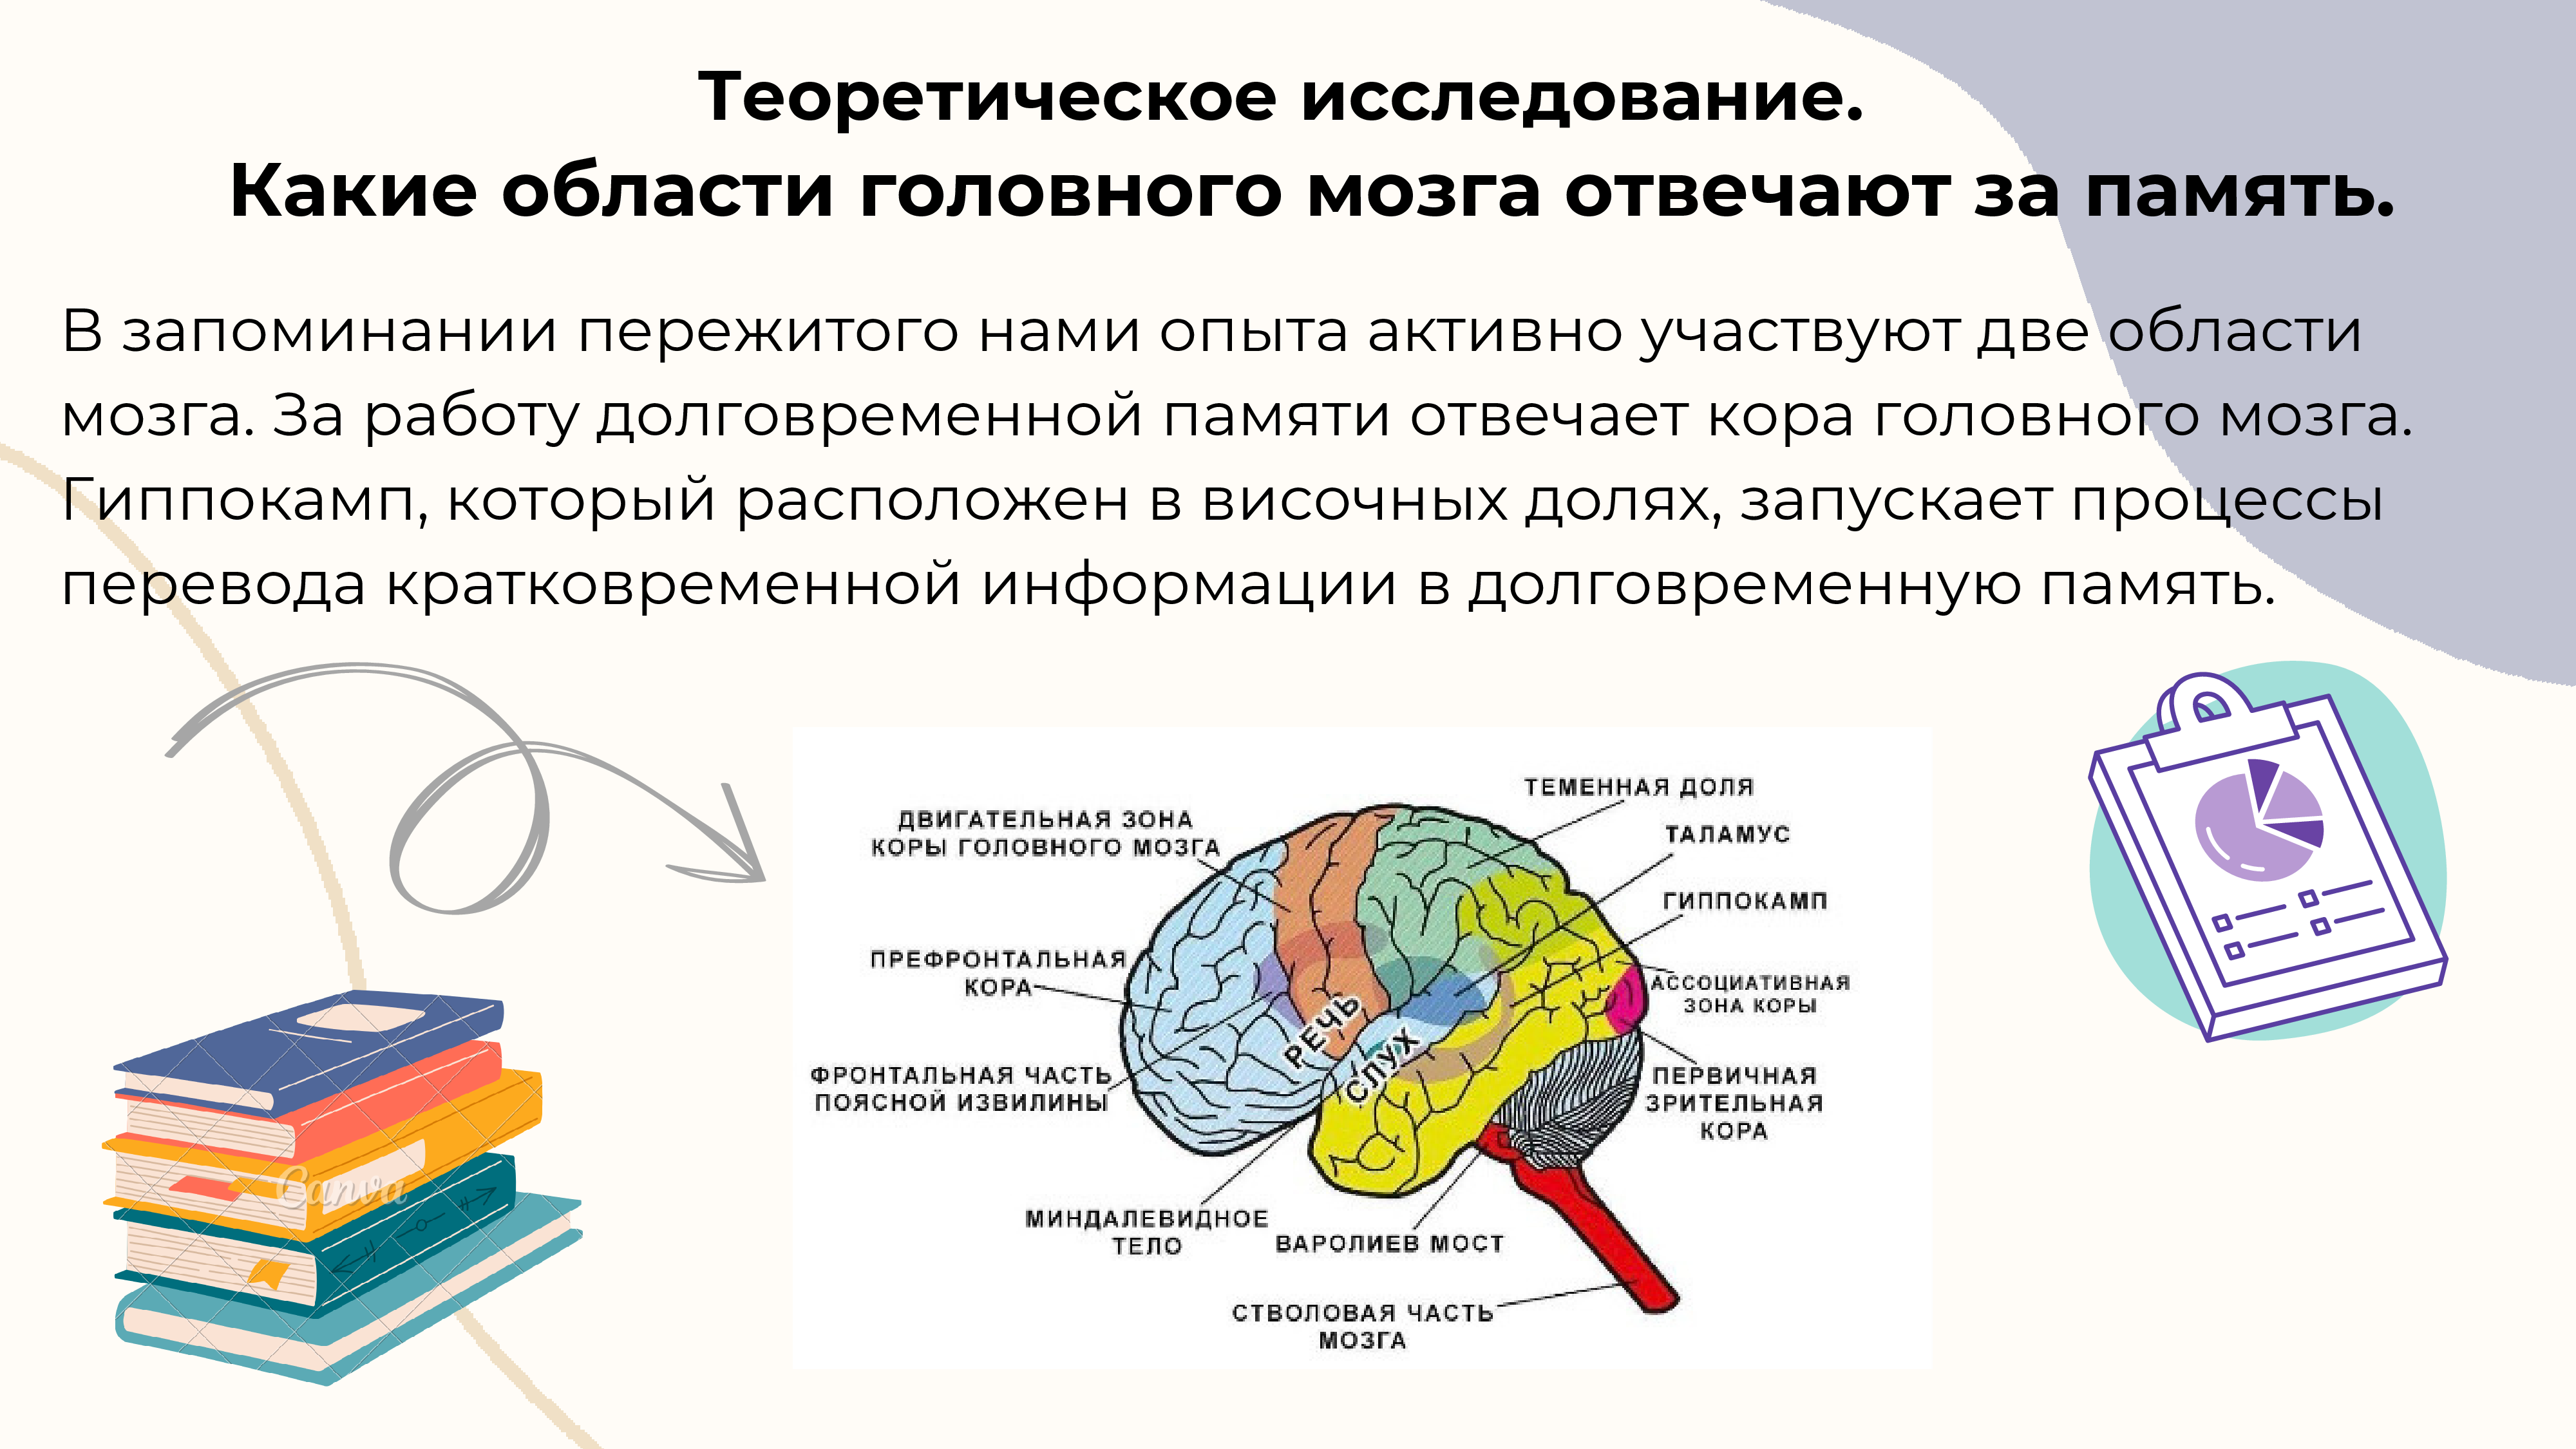 Теоретическое исследование.
Какие области головного мозга отвечают за память.
В запоминании пережитого нами опыта активно участвуют две области
мозга. За работу долговременной памяти отвечает кора головного мозга.
Гиппокамп, который расположен в височных долях, запускает процессы
перевода кратковременной информации в долговременную память.
ТЕМЕННАЯ ДОЛЯ
ДВИГАТЕЛЬНАЯ ЗОНА
КОРЫ ГОЛОВНОГО МОЗГА
ТАЛАМУС
ГИППОКАМП
ПРЕФРОНТАЛЬНАЯ
КОРА
АССОЦИАТИВНАЯ
ЗОНА КОРЫ
РЕЧЬ
СЛУХ
ФРОНТАЛЬНАЯ ЧАСТЬ
ПОЯСНОЙ ИЗВИЛИНЫ
ПЕРВИЧНАЯ
ЗРИТЕЛЬНАЯ
КОРА
МИНДАЛЕВИДНОЕ
ТЕЛО
ВАРОЛИЕВ МОСТ
СТВОЛОВАЯ ЧАСТЬ
МОЗГА
Canva